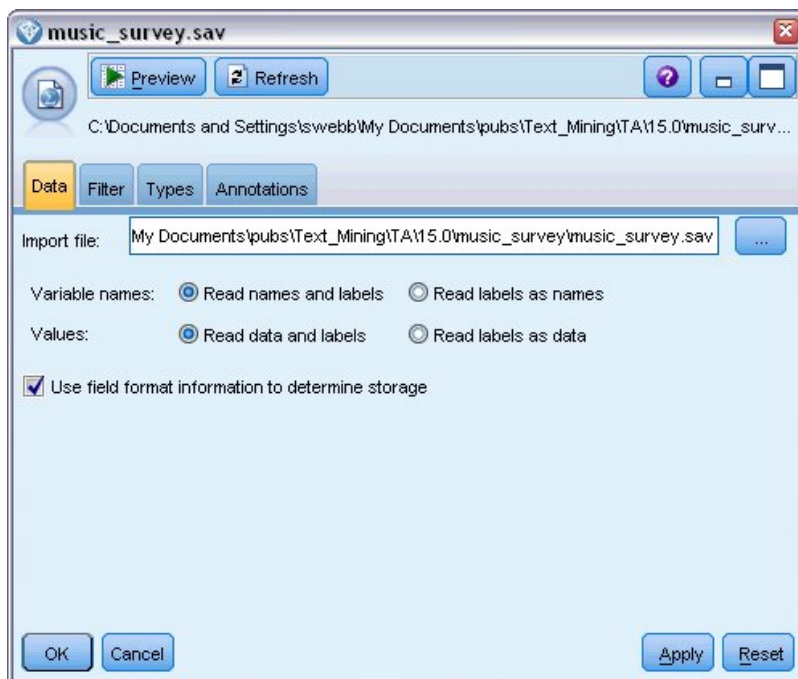 music_survey.sav
Preview Refresh ?
C:\Documents and Settings\swebb\My Documents\pubs\Text_Mining\TA\15.0\music_surv...
Data Filter Types Annotations
Import file: My Documents\pubs\Text_Mining\TA\15.0\music_survey\music_survey.sav ...
Variable names: Read names and labels Read labels as names
Values: Read data and labels Read labels as data
Use field format information to determine storage
OK Cancel Apply Reset